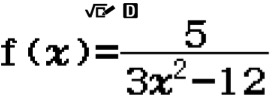 √☐/ D
f(x)=5/(3x²−12)